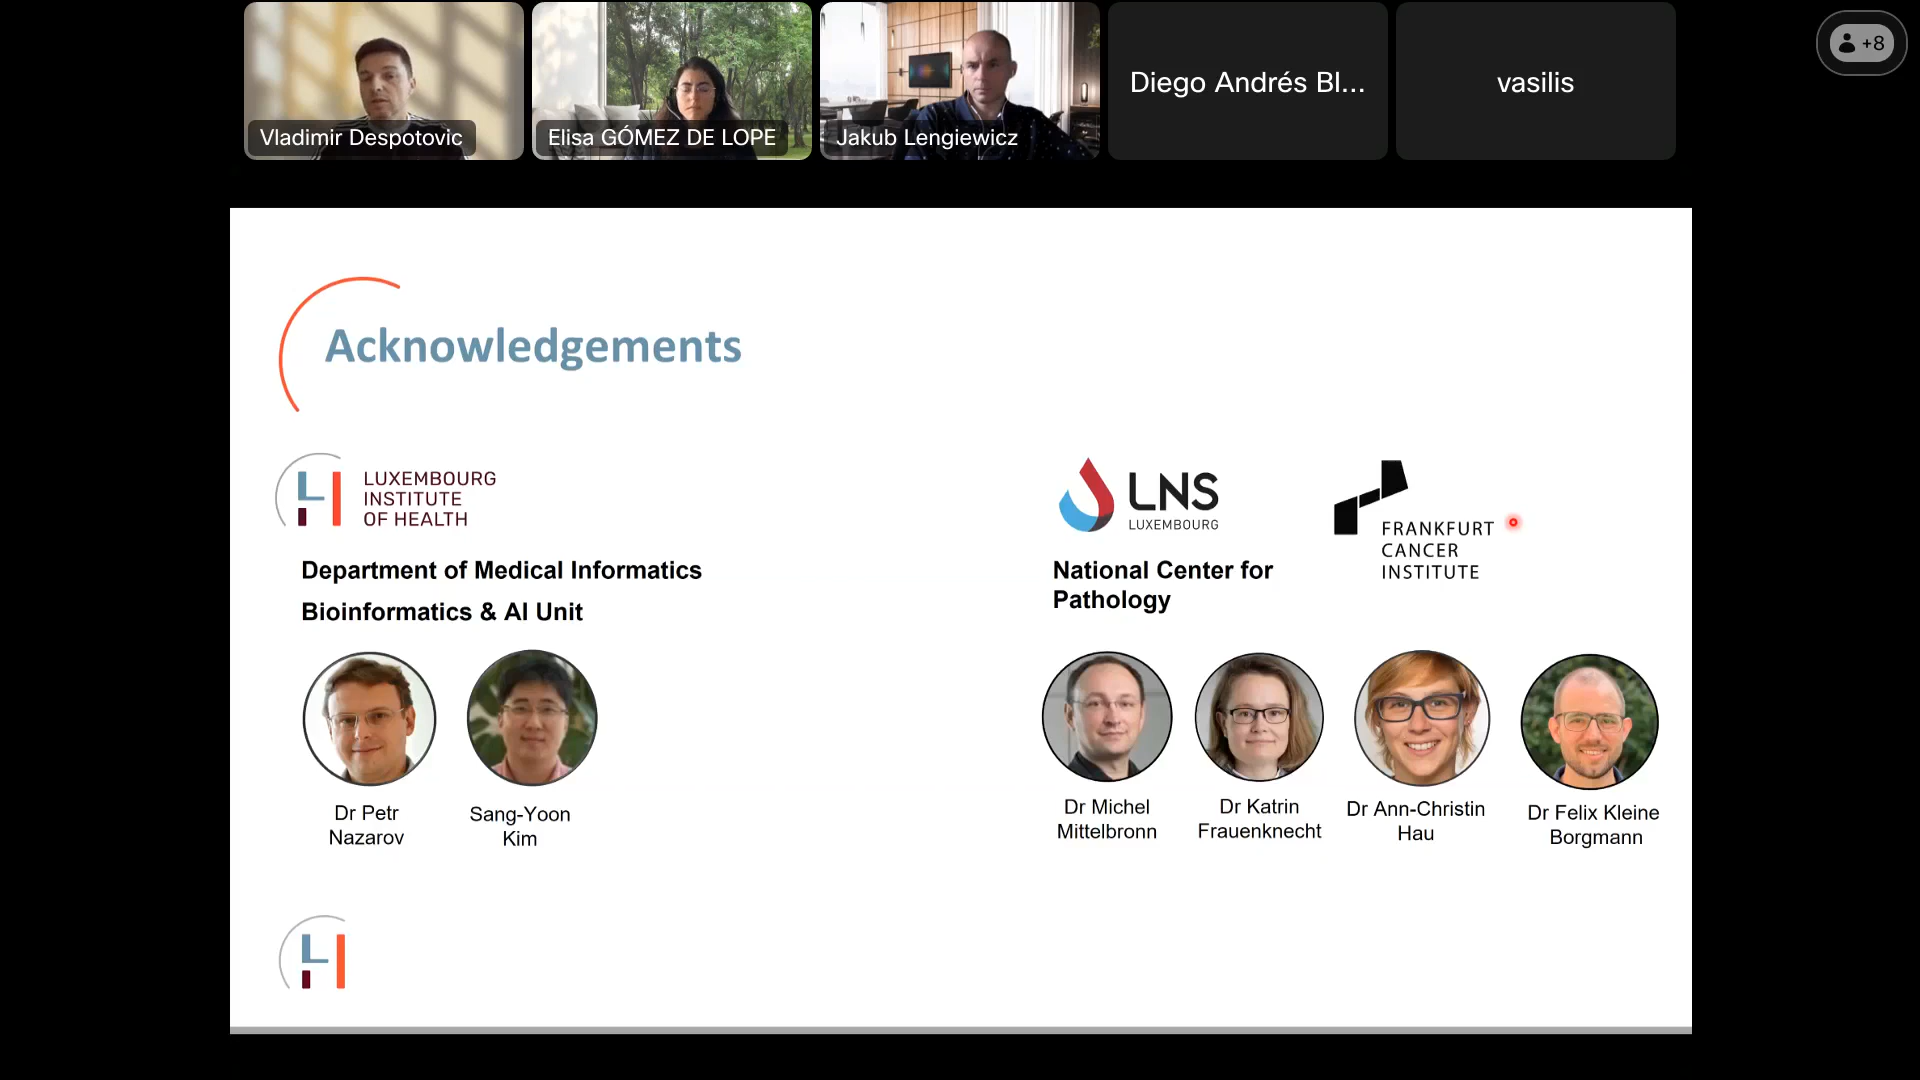 Vladimir Despotovic
Elisa GÓMEZ DE LOPE
Jakub Lengiewicz
Diego Andrés Bl...
vasilis
+8
Acknowledgements
LUXEMBOURG
INSTITUTE
OF HEALTH
Department of Medical Informatics
Bioinformatics & AI Unit
Dr Petr
Nazarov
Sang-Yoon
Kim
LNS
LUXEMBOURG
National Center for
Pathology
FRANKFURT
CANCER
INSTITUTE
Dr Michel
Mittelbronn
Dr Katrin
Frauenknecht
Dr Ann-Christin
Hau
Dr Felix Kleine
Borgmann